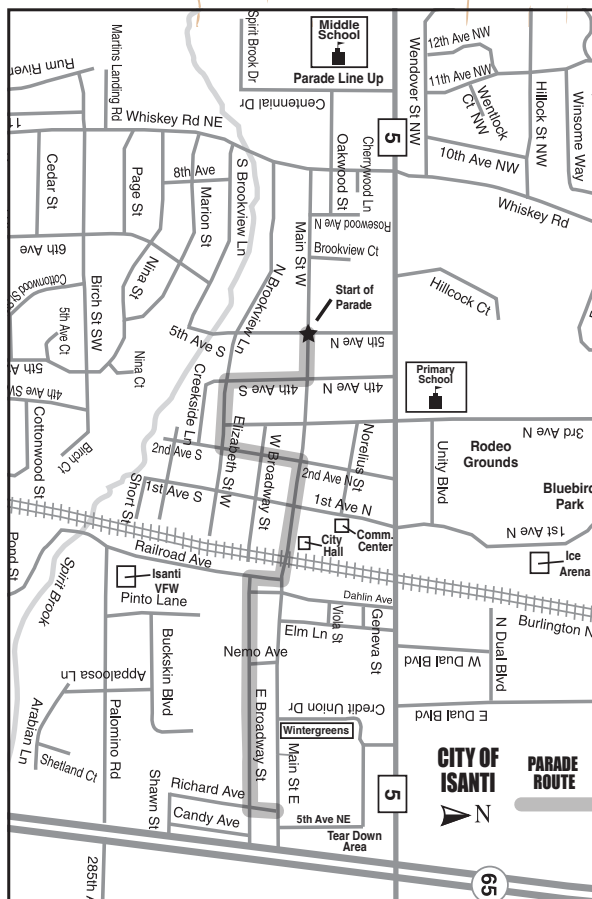 Middle
School
Parade Line Up
Spirit Brook Dr
Martins Landing Rd
Rum River
Centennial Dr
Whiskey Rd NE
11
Wendover St NW
12th Ave NW
11th Ave NW
Wentlock
Ct NW
Hillock St NW
Winsome Way
10th Ave NW
Whiskey Rd
5
Cherrywood Ln
Oakwood St
Rosewood Ave N
Brookview Ct
Main St W
S Brookview Ln
N Brookview Ln
8th Ave
Marion St
Page St
Cedar St
6th Ave
Nina St
Cottonwood St S
Birch St SW
5th Ave Ct
Nina Ct
Hillcock Ct
Start of
Parade
5th Ave N
5th Ave S
5th A
4th Ave SW
4th Ave S
4th Ave N
Creekside Ln
Primary
School
3rd Ave N
Cottonwood St
Birch Ct
2nd Ave S
Elizabeth St W
W Broadway St
2nd Ave N
Norelius St
Unity Blvd
Rodeo
Grounds
Bluebird
Park
1st Ave S
Short St
1st Ave N
1st Ave N
City
Hall
Comm.
Center
Ice
Arena
Railroad Ave
Pond St
Spirit Brook
Isanti
VFW
Pinto Lane
Dahlin Ave
Burlington N
Elm Ln
Viola St
Geneva St
Nemo Ave
W Dual Blvd
N Dual Blvd
E Dual Blvd
Buckskin Blvd
Appaloosa Ln
Arabian Ln
Palomino Rd
Shetland Ct
Credit Union Dr
Wintergreens
E Broadway St
Main St E
CITY OF
ISANTI
N
PARADE
ROUTE
Shawn St
Richard Ave
Candy Ave
5th Ave NE
Tear Down
Area
5
65
285th A